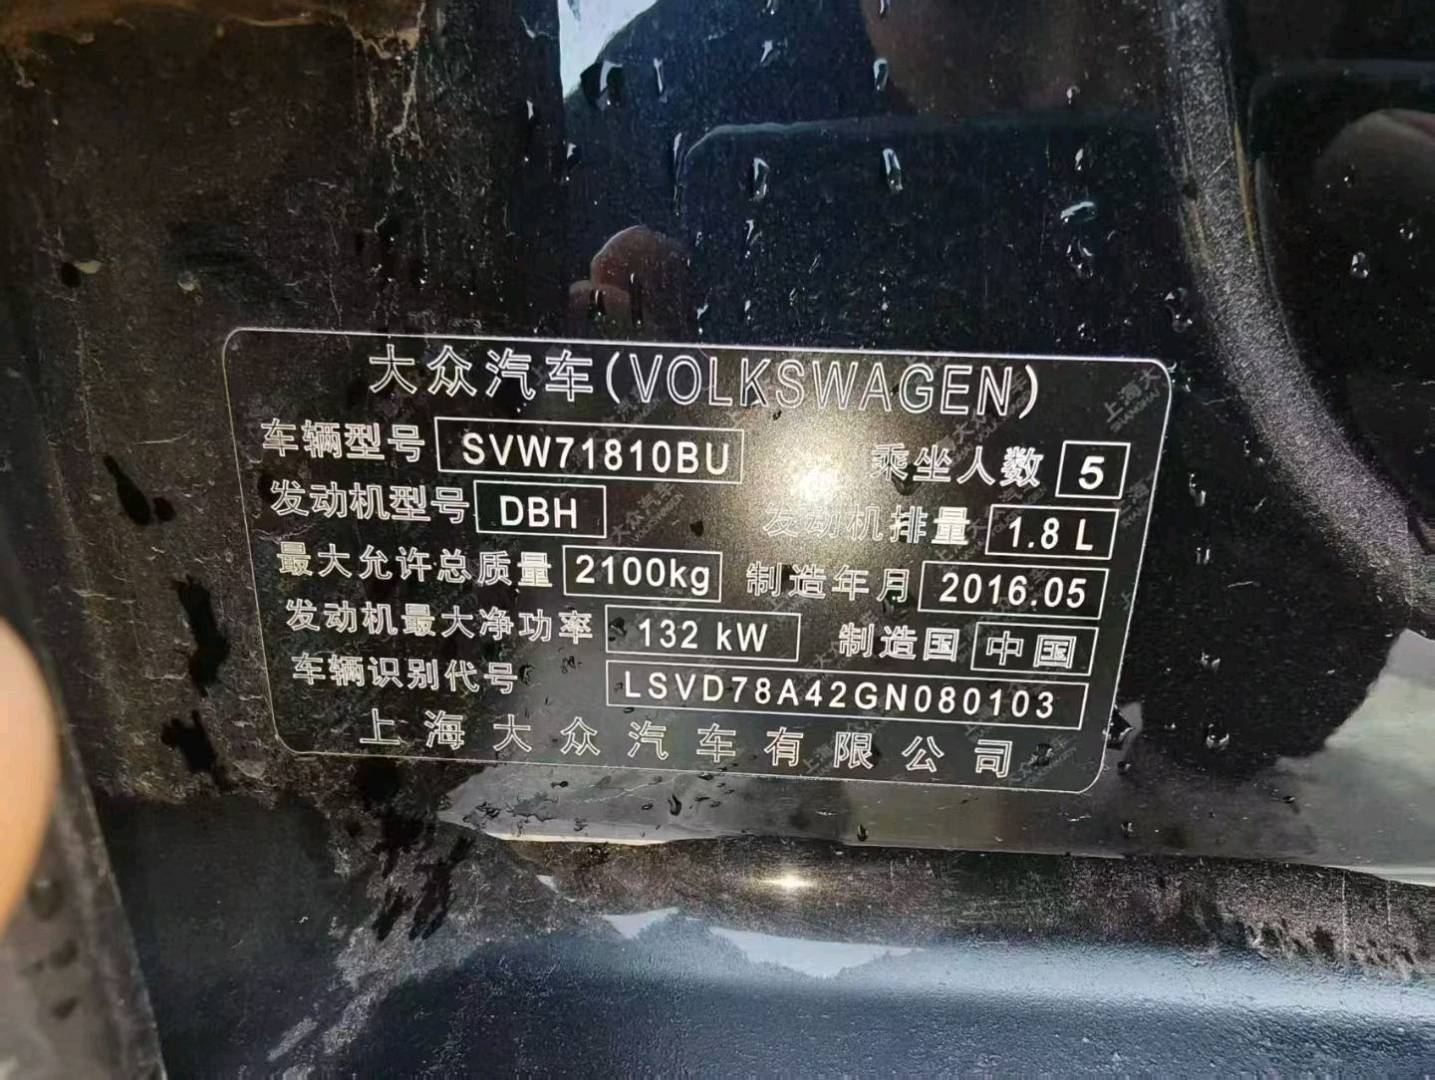 大众汽车(VOLKSWAGEN)
车辆型号 SVW71810BU 乘坐人数 5
发动机型号 DBH 发动机排量 1.8 L
最大允许总质量 2100kg 制造年月 2016.05
发动机最大净功率 132 kW 制造国 中国
车辆识别代号 LSVD78A42GN080103
上海大众汽车有限公司